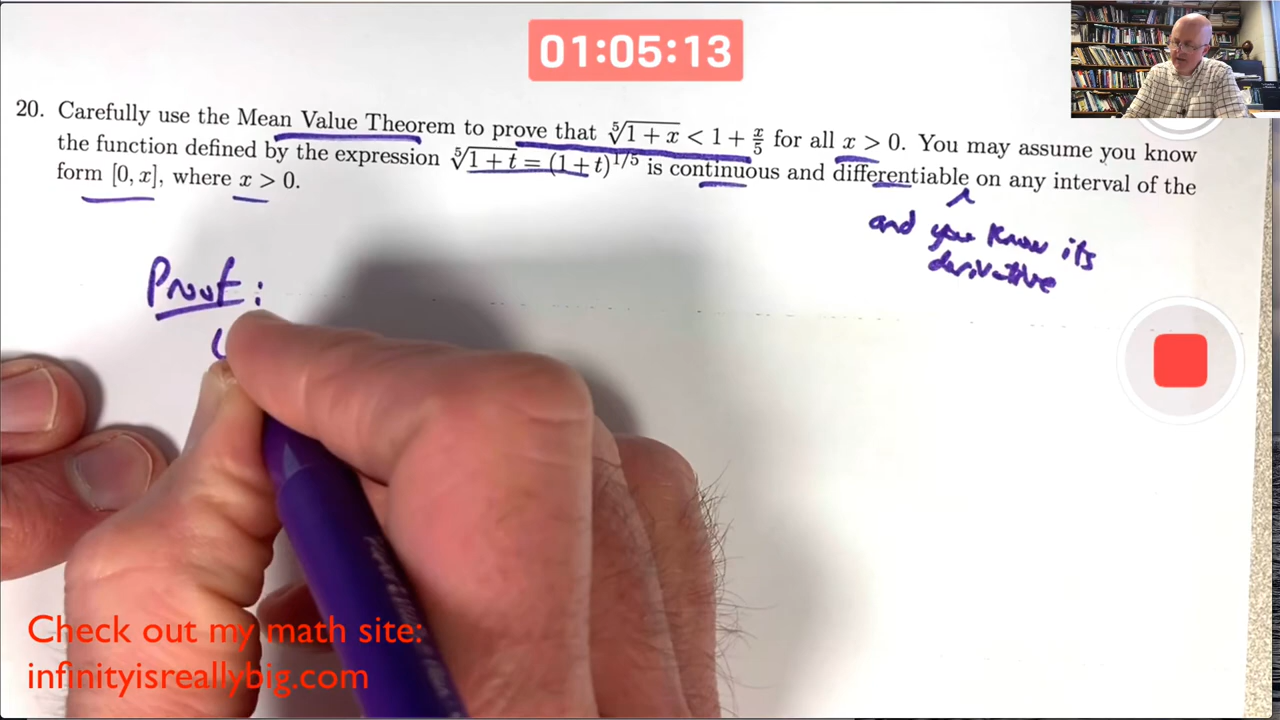 01:05:13
20. Carefully use the Mean Value Theorem to prove that ⁵√1 + x < 1 + x/5 for all x > 0. You may assume you know
the function defined by the expression ⁵√1 + t = (1 + t)^1/5 is continuous and differentiable on any interval of the
form [0, x], where x > 0.
and you know its
derivative
Proof:
Check out my math site:
infinityisreallybig.com